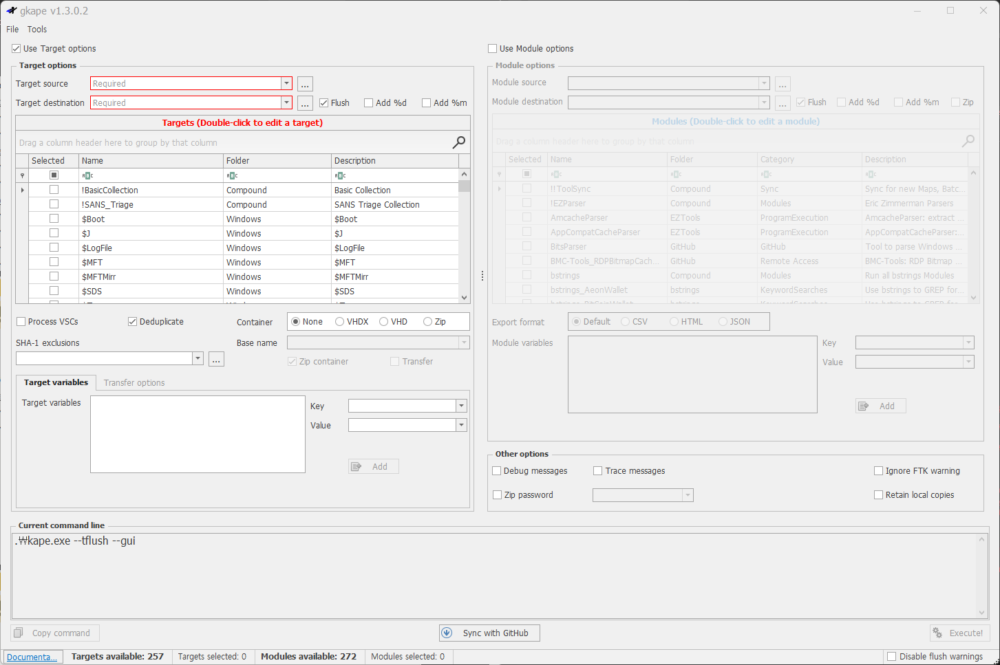 gkape v1.3.0.2
File Tools
Use Target options
Target options
Target source Required ...
Target destination Required ... Flush Add %d Add %m
Targets (Double-click to edit a target)
Drag a column header here to group by that column
Selected Name Folder Description
!BasicCollection Compound Basic Collection
!SANS_Triage Compound SANS Triage Collection
$Boot Windows $Boot
$J Windows $J
$LogFile Windows $LogFile
$MFT Windows $MFT
$MFTMirr Windows $MFTMirr
$SDS Windows $SDS
Process VSCs Deduplicate Container None VHDX VHD Zip
SHA-1 exclusions Base name
... Zip container Transfer
Target variables Transfer options
Target variables Key
Value
Add
Use Module options
Module options
Module source ...
Module destination ... Flush Add %d Add %m Zip
Modules (Double-click to edit a module)
Drag a column header here to group by that column
Selected Name Folder Category Description
!!ToolSync Compound Sync Sync for new Maps, Batc...
!EZParser Compound Modules Eric Zimmerman Parsers
AmcacheParser EZTools ProgramExecution AmcacheParser: extract ...
AppCompatCacheParser EZTools ProgramExecution AppCompatCacheParser:...
BitsParser GitHub GitHub Tool to parse Windows ...
BMC-Tools_RDPBitmapCach... GitHub Remote Access BMC-Tools: RDP Bitmap ...
bstrings Compound Modules Run all bstrings Modules
bstrings_AeonWallet bstrings KeywordSearches Use bstrings to GREP for...
bstrings_BitCoinWallet bstrings KeywordSearches Use bstrings to GREP for...
Export format Default CSV HTML JSON
Module variables Key
Value
Add
Other options
Debug messages Trace messages Ignore FTK warning
Zip password Retain local copies
Current command line
.₩kape.exe --tflush --gui
Copy command Sync with GitHub Execute!
Documenta... Targets available: 257 Targets selected: 0 Modules available: 272 Modules selected: 0 Disable flush warnings